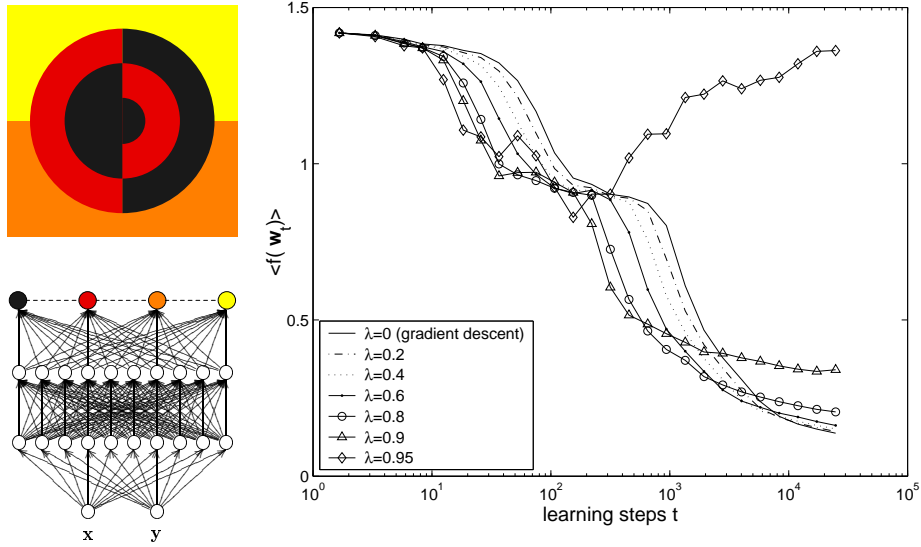 x y
1.5
1
0.5
0
<f( w_t)>
λ=0 (gradient descent)
λ=0.2
λ=0.4
λ=0.6
λ=0.8
λ=0.9
λ=0.95
10^0 10^1 10^2 10^3 10^4 10^5
learning steps t